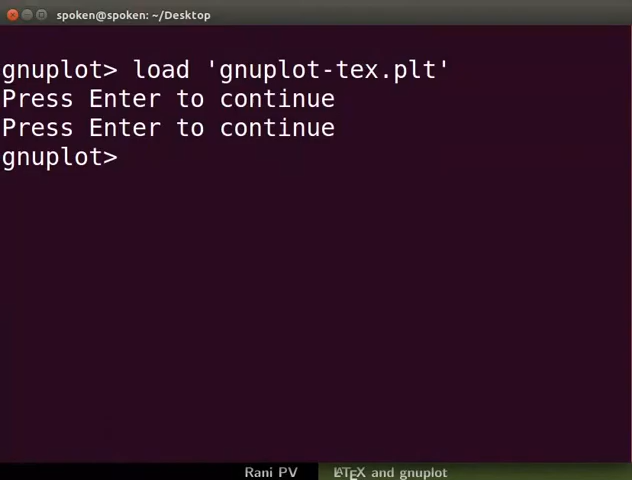 spoken@spoken: ~/Desktop
gnuplot> load 'gnuplot-tex.plt'
Press Enter to continue
Press Enter to continue
gnuplot>
Rani PV LATEX and gnuplot